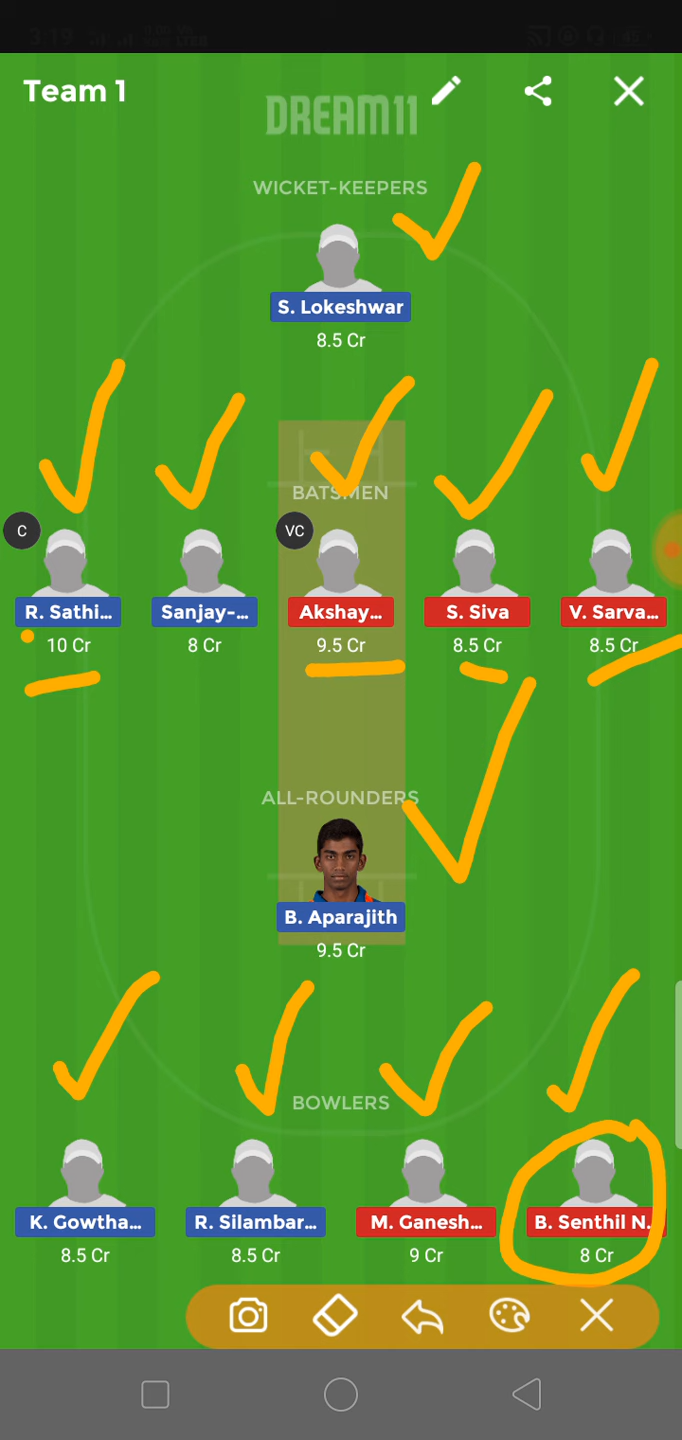 3:19
Team 1
DREAM11
WICKET-KEEPERS
S. Lokeshwar
8.5 Cr
BATSMEN
C VC
R. Sathi... Sanjay-... Akshay... S. Siva V. Sarva...
10 Cr 8 Cr 9.5 Cr 8.5 Cr 8.5 Cr
ALL-ROUNDERS
B. Aparajith
9.5 Cr
BOWLERS
K. Gowtha... R. Silambar... M. Ganesh... B. Senthil N.
8.5 Cr 8.5 Cr 9 Cr 8 Cr